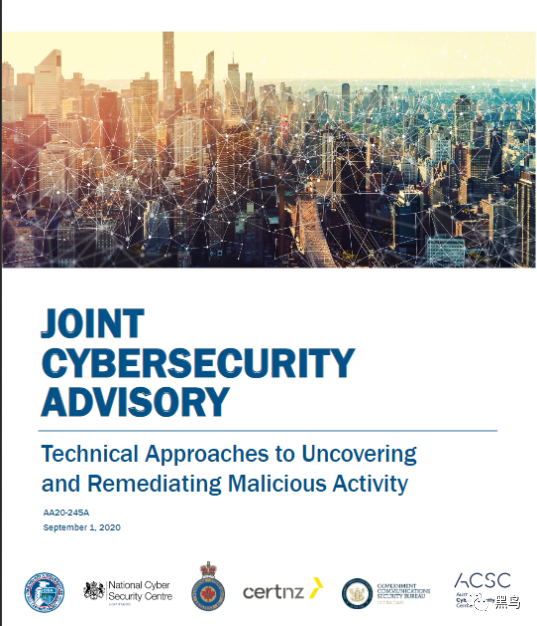 JOINT
CYBERSECURITY
ADVISORY
Technical Approaches to Uncovering
and Remediating Malicious Activity
AA20-245A
September 1, 2020
National Cyber
Security Centre
certnz
GOVERNMENT
COMMUNICATIONS
SECURITY BUREAU
ACSC
黑鸟